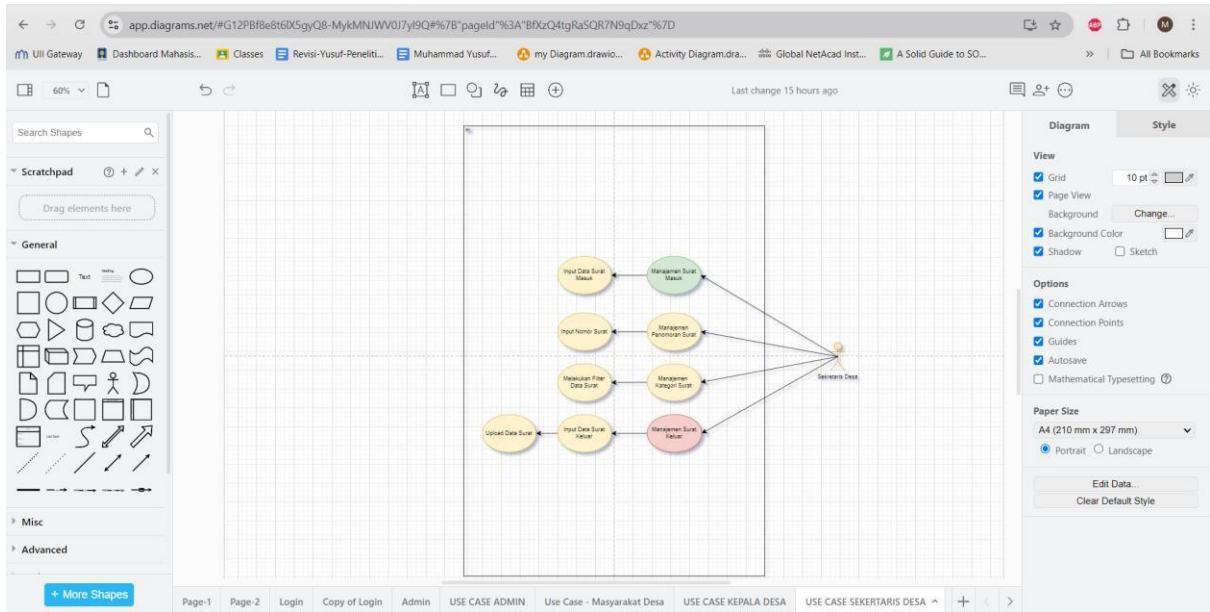 app.diagrams.net/#G12PBf8e8t6lX5gyQ8-MykMNJWV0J7yI9Q#%7B"pageId"%3A"BfXzQ4tgRaSQR7N9qDxz"%7D
ABP
M
UII Gateway Dashboard Mahasis... Classes Revisi-Yusuf-Peneliti... Muhammad Yusuf... my Diagram.drawio... Activity Diagram.dra... Global NetAcad Inst... A Solid Guide to SO... » All Bookmarks
60% Last change 15 hours ago
Search Shapes
Scratchpad
Drag elements here
General
Text
Heading
Misc
Advanced
+ More Shapes
Input Data Surat
Masuk
Manajemen Surat
Masuk
Input Nomor Surat
Manajemen
Penomoran Surat
Melakukan Filter
Data Surat
Manajemen
Kategori Surat
Upload Data Surat
Input Data Surat
Keluar
Manajemen Surat
Keluar
Sekretaris Desa
Diagram Style
View
Grid 10 pt
Page View
Background Change...
Background Color
Shadow Sketch
Options
Connection Arrows
Connection Points
Guides
Autosave
Mathematical Typesetting
Paper Size
A4 (210 mm x 297 mm)
Portrait Landscape
Edit Data...
Clear Default Style
Page-1 Page-2 Login Copy of Login Admin USE CASE ADMIN Use Case - Masyarakat Desa USE CASE KEPALA DESA USE CASE SEKERTARIS DESA